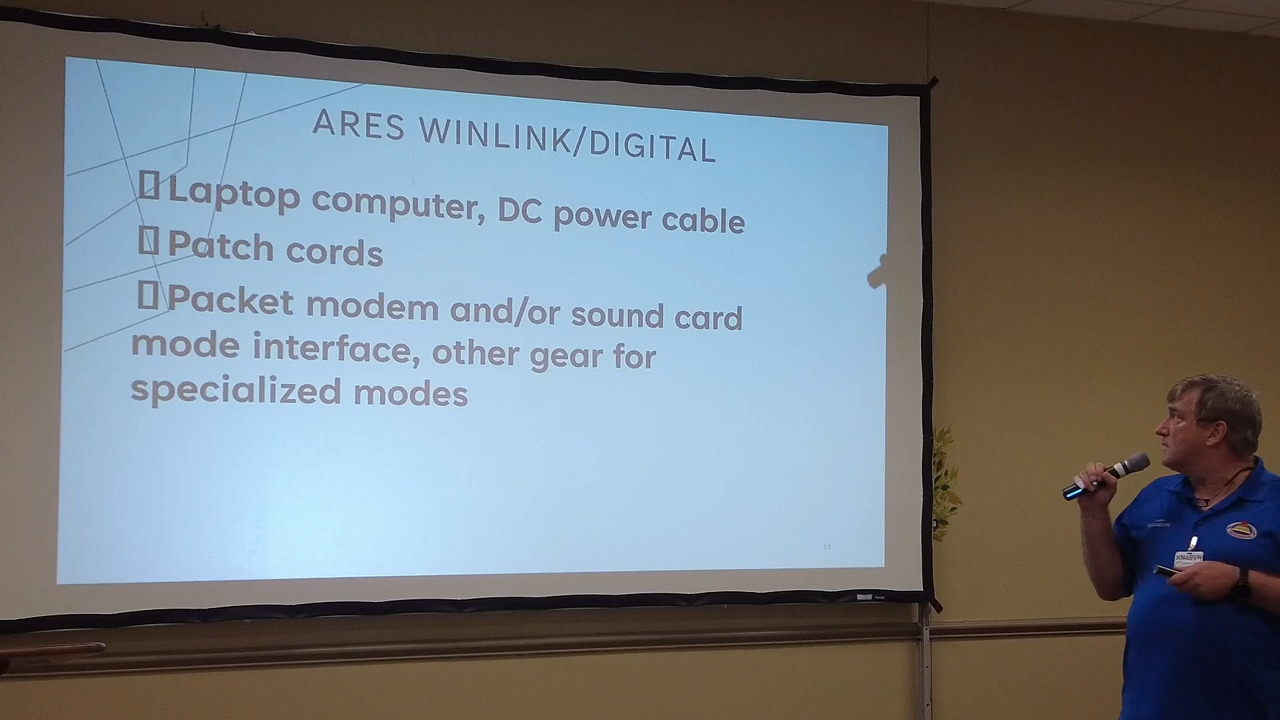 ARES WINLINK/DIGITAL
Laptop computer, DC power cable
Patch cords
Packet modem and/or sound card
mode interface, other gear for
specialized modes